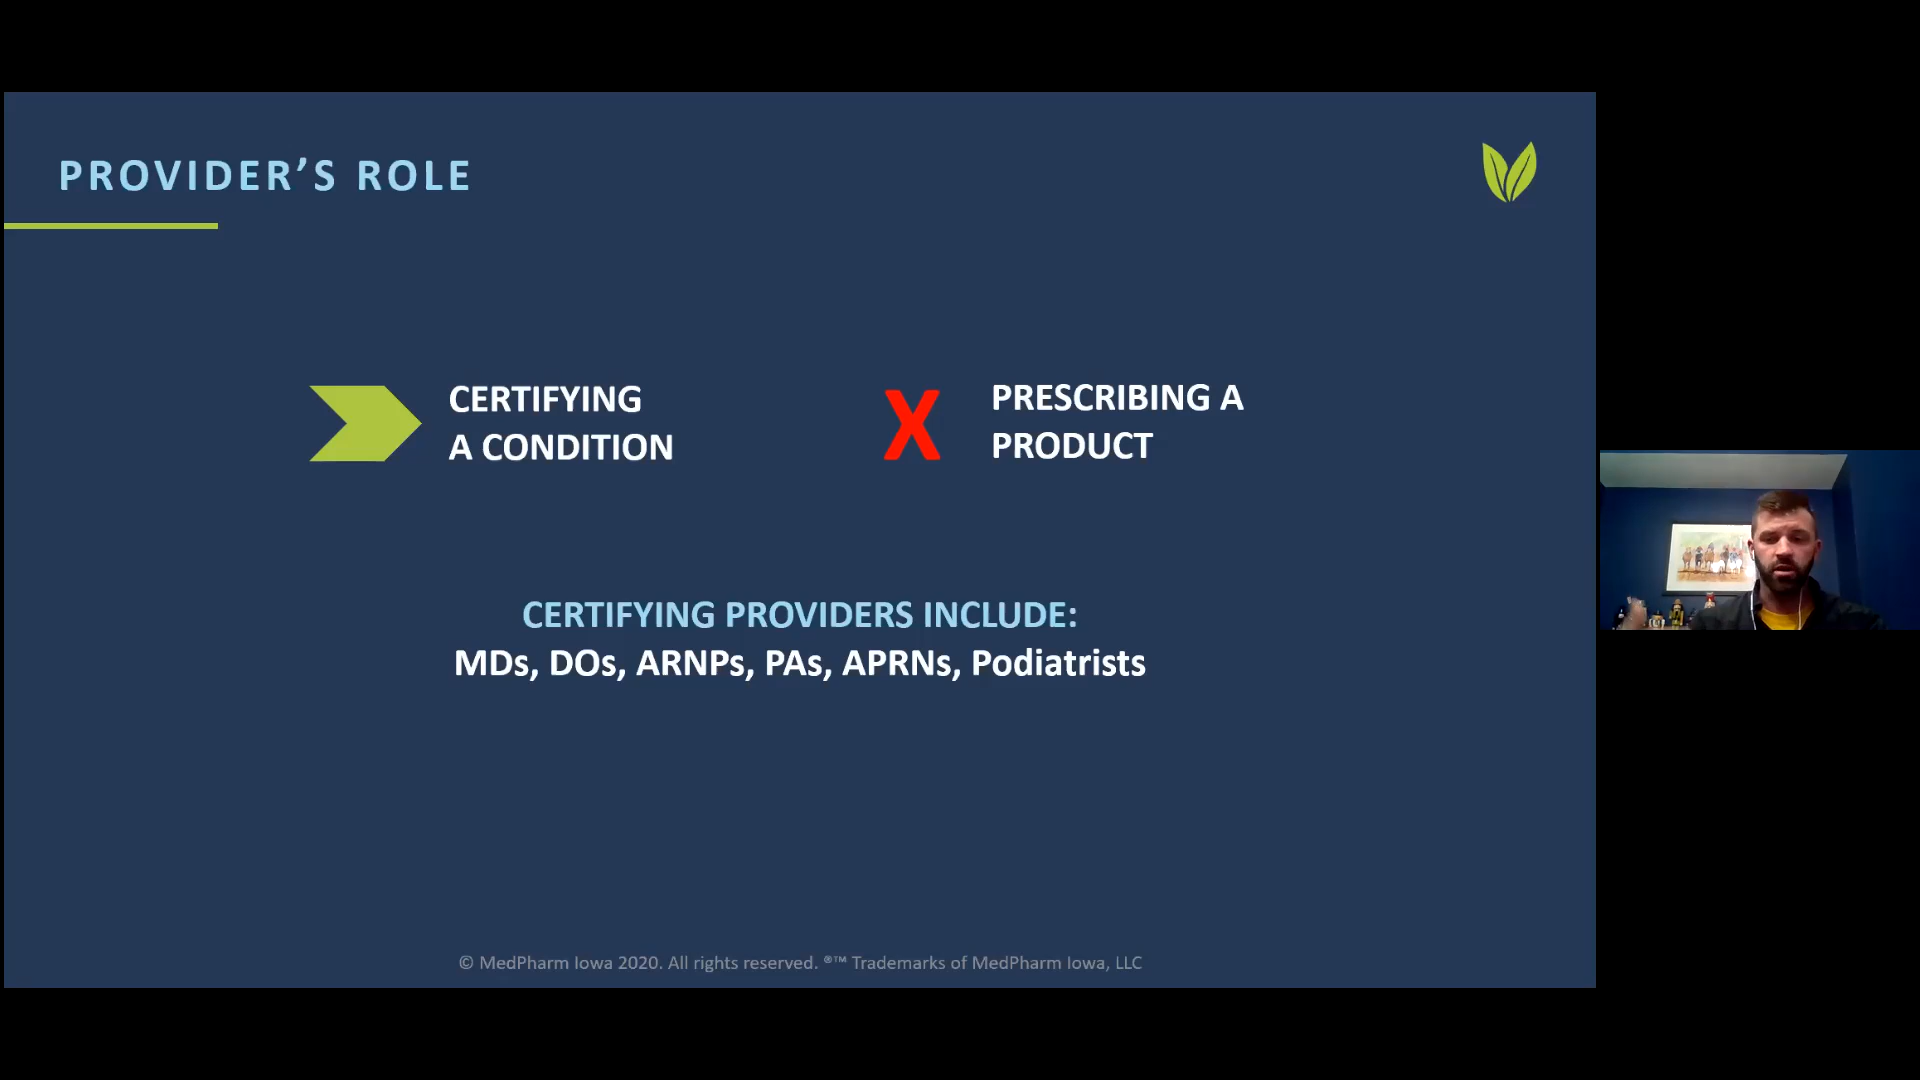 PROVIDER’S ROLE
CERTIFYING
A CONDITION
X
PRESCRIBING A
PRODUCT
CERTIFYING PROVIDERS INCLUDE:
MDs, DOs, ARNPs, PAs, APRNs, Podiatrists
© MedPharm Iowa 2020. All rights reserved. ®™ Trademarks of MedPharm Iowa, LLC